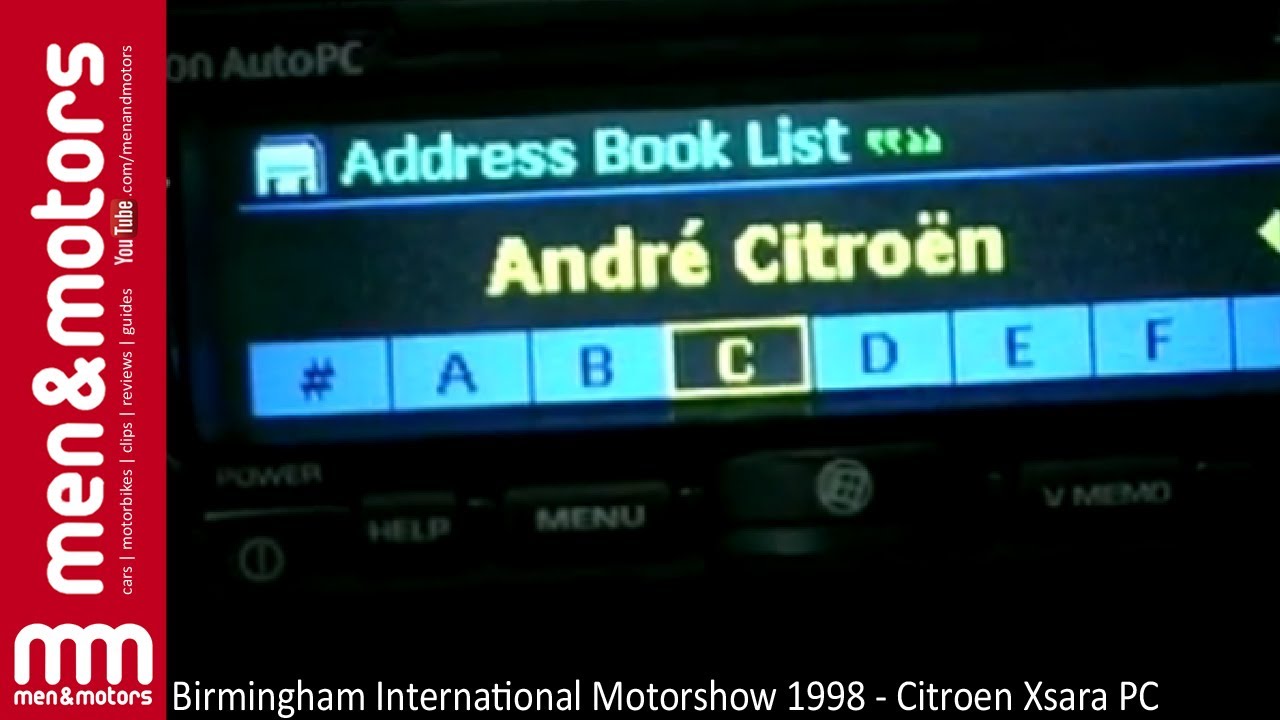 men&motors
cars | motorbikes | clips | reviews | guides YouTube.com/menandmotors
men&motors
on AutoPC
Address Book List
André Citroën
# A B C D E F
POWER
HELP
MENU
V MEMO
Birmingham International Motorshow 1998 - Citroen Xsara PC